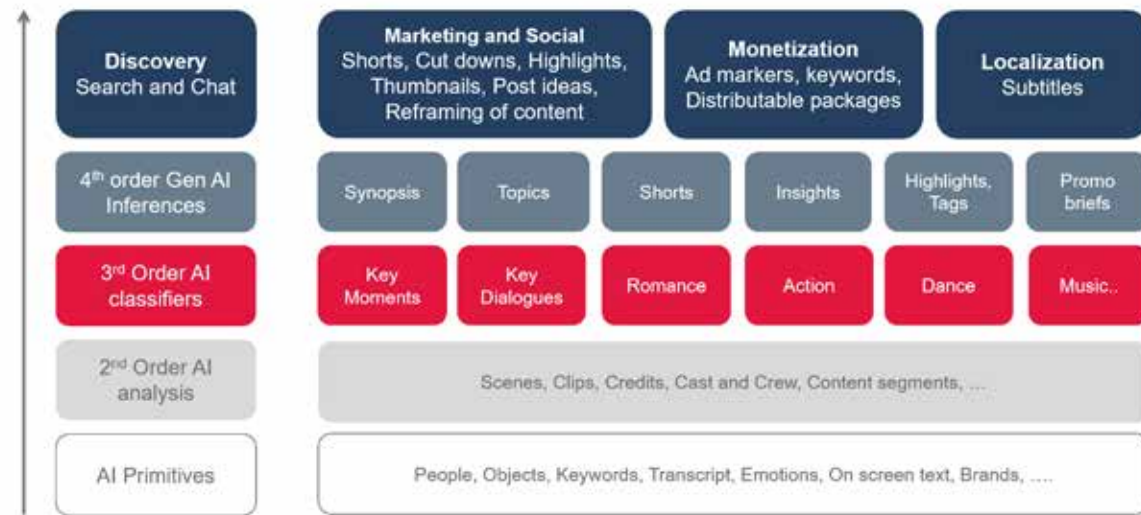 Discovery
Search and Chat
Marketing and Social
Shorts, Cut downs, Highlights,
Thumbnails, Post ideas,
Reframing of content
Monetization
Ad markers, keywords,
Distributable packages
Localization
Subtitles
4th order Gen AI
Inferences
Synopsis
Topics
Shorts
Insights
Highlights,
Tags
Promo
briefs
3rd Order AI
classifiers
Key
Moments
Key
Dialogues
Romance
Action
Dance
Music..
2nd Order AI
analysis
Scenes, Clips, Credits, Cast and Crew, Content segments, ...
AI Primitives
People, Objects, Keywords, Transcript, Emotions, On screen text, Brands, ....